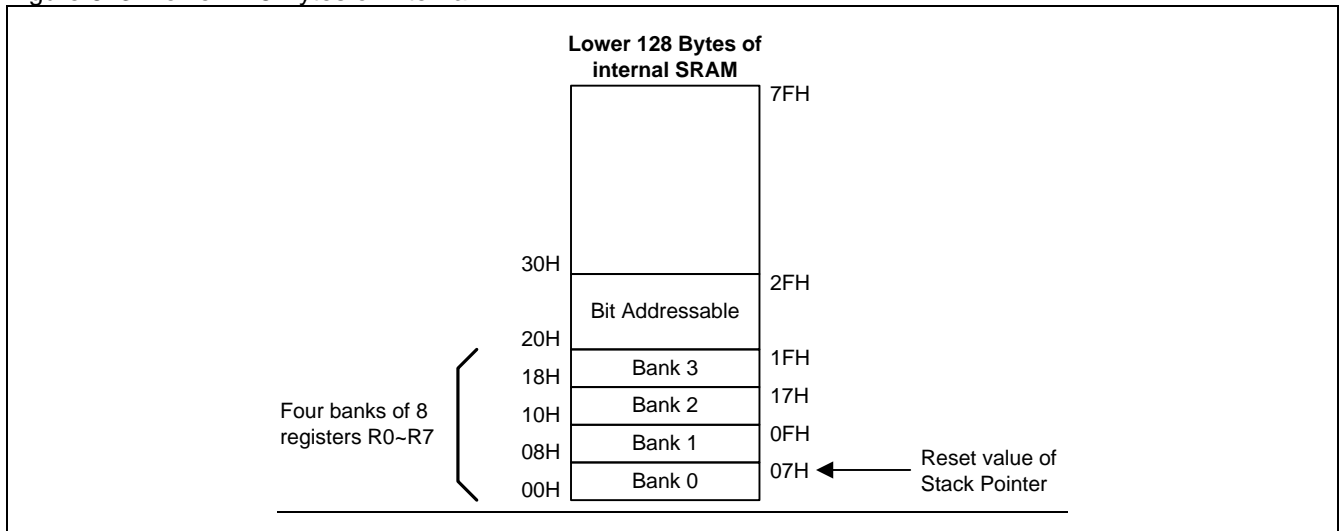 Lower 128 Bytes of
internal SRAM
7FH
30H
2FH
Bit Addressable
20H
1FH
Bank 3
18H
17H
Bank 2
10H
0FH
Bank 1
08H
07H
Bank 0
00H
Four banks of 8
registers R0~R7
Reset value of
Stack Pointer